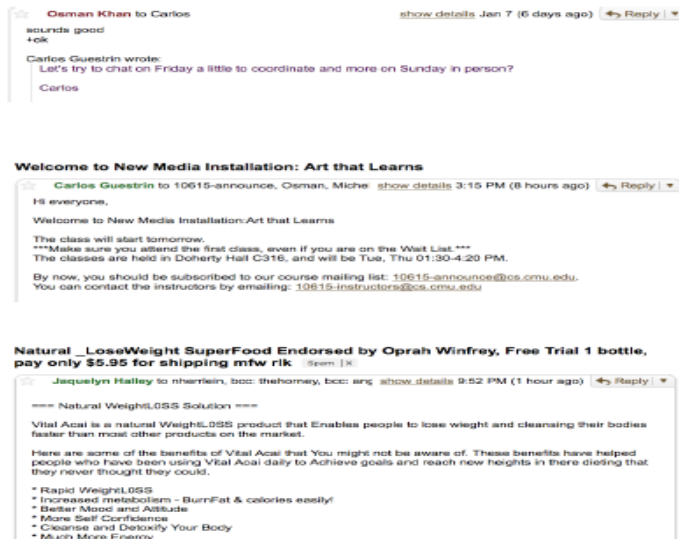 Osman Khan to Carlos show details Jan 7 (6 days ago) Reply
sounds good
+ok
Carlos Guestrin wrote:
Let's try to chat on Friday a little to coordinate and more on Sunday in person?
Carlos
Welcome to New Media Installation: Art that Learns
Carlos Guestrin to 10615-announce, Osman, Miche show details 3:15 PM (8 hours ago) Reply
Hi everyone,
Welcome to New Media Installation:Art that Learns
The class will start tomorrow.
***Make sure you attend the first class, even if you are on the Wait List.***
The classes are held in Doherty Hall C316, and will be Tue, Thu 01:30-4:20 PM.
By now, you should be subscribed to our course mailing list: 10615-announce@cs.cmu.edu.
You can contact the instructors by emailing: 10615-instructors@cs.cmu.edu
Natural _LoseWeight SuperFood Endorsed by Oprah Winfrey, Free Trial 1 bottle,
pay only $5.95 for shipping mfw rlk Spam | X
Jaquelyn Halley to nherrlein, bcc: thehorney, bcc: ang show details 9:52 PM (1 hour ago) Reply
=== Natural WeightL0SS Solution ===
Vital Acai is a natural WeightL0SS product that Enables people to lose wieght and cleansing their bodies
faster than most other products on the market.
Here are some of the benefits of Vital Acai that You might not be aware of. These benefits have helped
people who have been using Vital Acai daily to Achieve goals and reach new heights in there dieting that
they never thought they could.
* Rapid WeightL0SS
* Increased metabolism - BurnFat & calories easily!
* Better Mood and Attitude
* More Self Confidence
* Cleanse and Detoxify Your Body
* Much More Energy